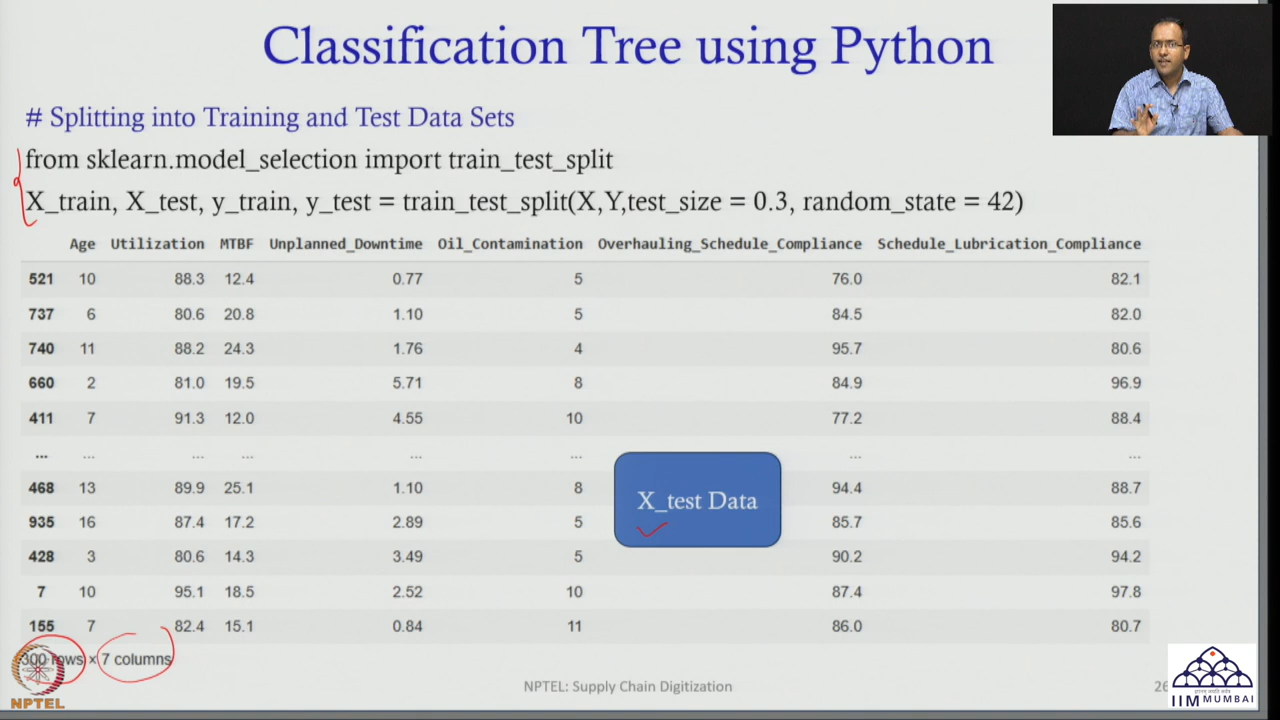 Classification Tree using Python
# Splitting into Training and Test Data Sets
from sklearn.model_selection import train_test_split
X_train, X_test, y_train, y_test = train_test_split(X,Y,test_size = 0.3, random_state = 42)
Age Utilization MTBF Unplanned_Downtime Oil_Contamination Overhauling_Schedule_Compliance Schedule_Lubrication_Compliance
521 10 88.3 12.4 0.77 5 76.0 82.1
737 6 80.6 20.8 1.10 5 84.5 82.0
740 11 88.2 24.3 1.76 4 95.7 80.6
660 2 81.0 19.5 5.71 8 84.9 96.9
411 7 91.3 12.0 4.55 10 77.2 88.4
... ... ... ... ... ... ... ...
468 13 89.9 25.1 1.10 8 94.4 88.7
935 16 87.4 17.2 2.89 5 85.7 85.6
428 3 80.6 14.3 3.49 5 90.2 94.2
7 10 95.1 18.5 2.52 10 87.4 97.8
155 7 82.4 15.1 0.84 11 86.0 80.7
X_test Data
300 rows × 7 columns
NPTEL
NPTEL: Supply Chain Digitization
IIM MUMBAI